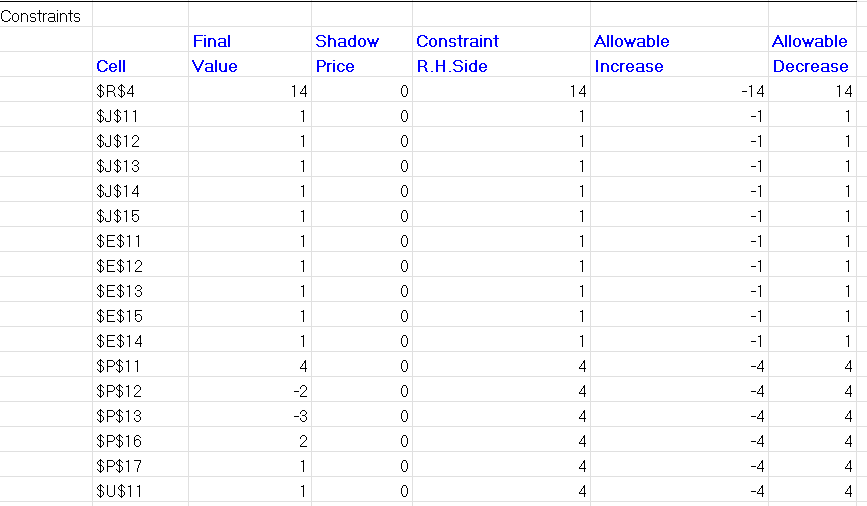 Constraints
Final Shadow Constraint Allowable Allowable
Cell Value Price R.H.Side Increase Decrease
$R$4 14 0 14 -14 14
$J$11 1 0 1 -1 1
$J$12 1 0 1 -1 1
$J$13 1 0 1 -1 1
$J$14 1 0 1 -1 1
$J$15 1 0 1 -1 1
$E$11 1 0 1 -1 1
$E$12 1 0 1 -1 1
$E$13 1 0 1 -1 1
$E$15 1 0 1 -1 1
$E$14 1 0 1 -1 1
$P$11 4 0 4 -4 4
$P$12 -2 0 4 -4 4
$P$13 -3 0 4 -4 4
$P$16 2 0 4 -4 4
$P$17 1 0 4 -4 4
$U$11 1 0 4 -4 4